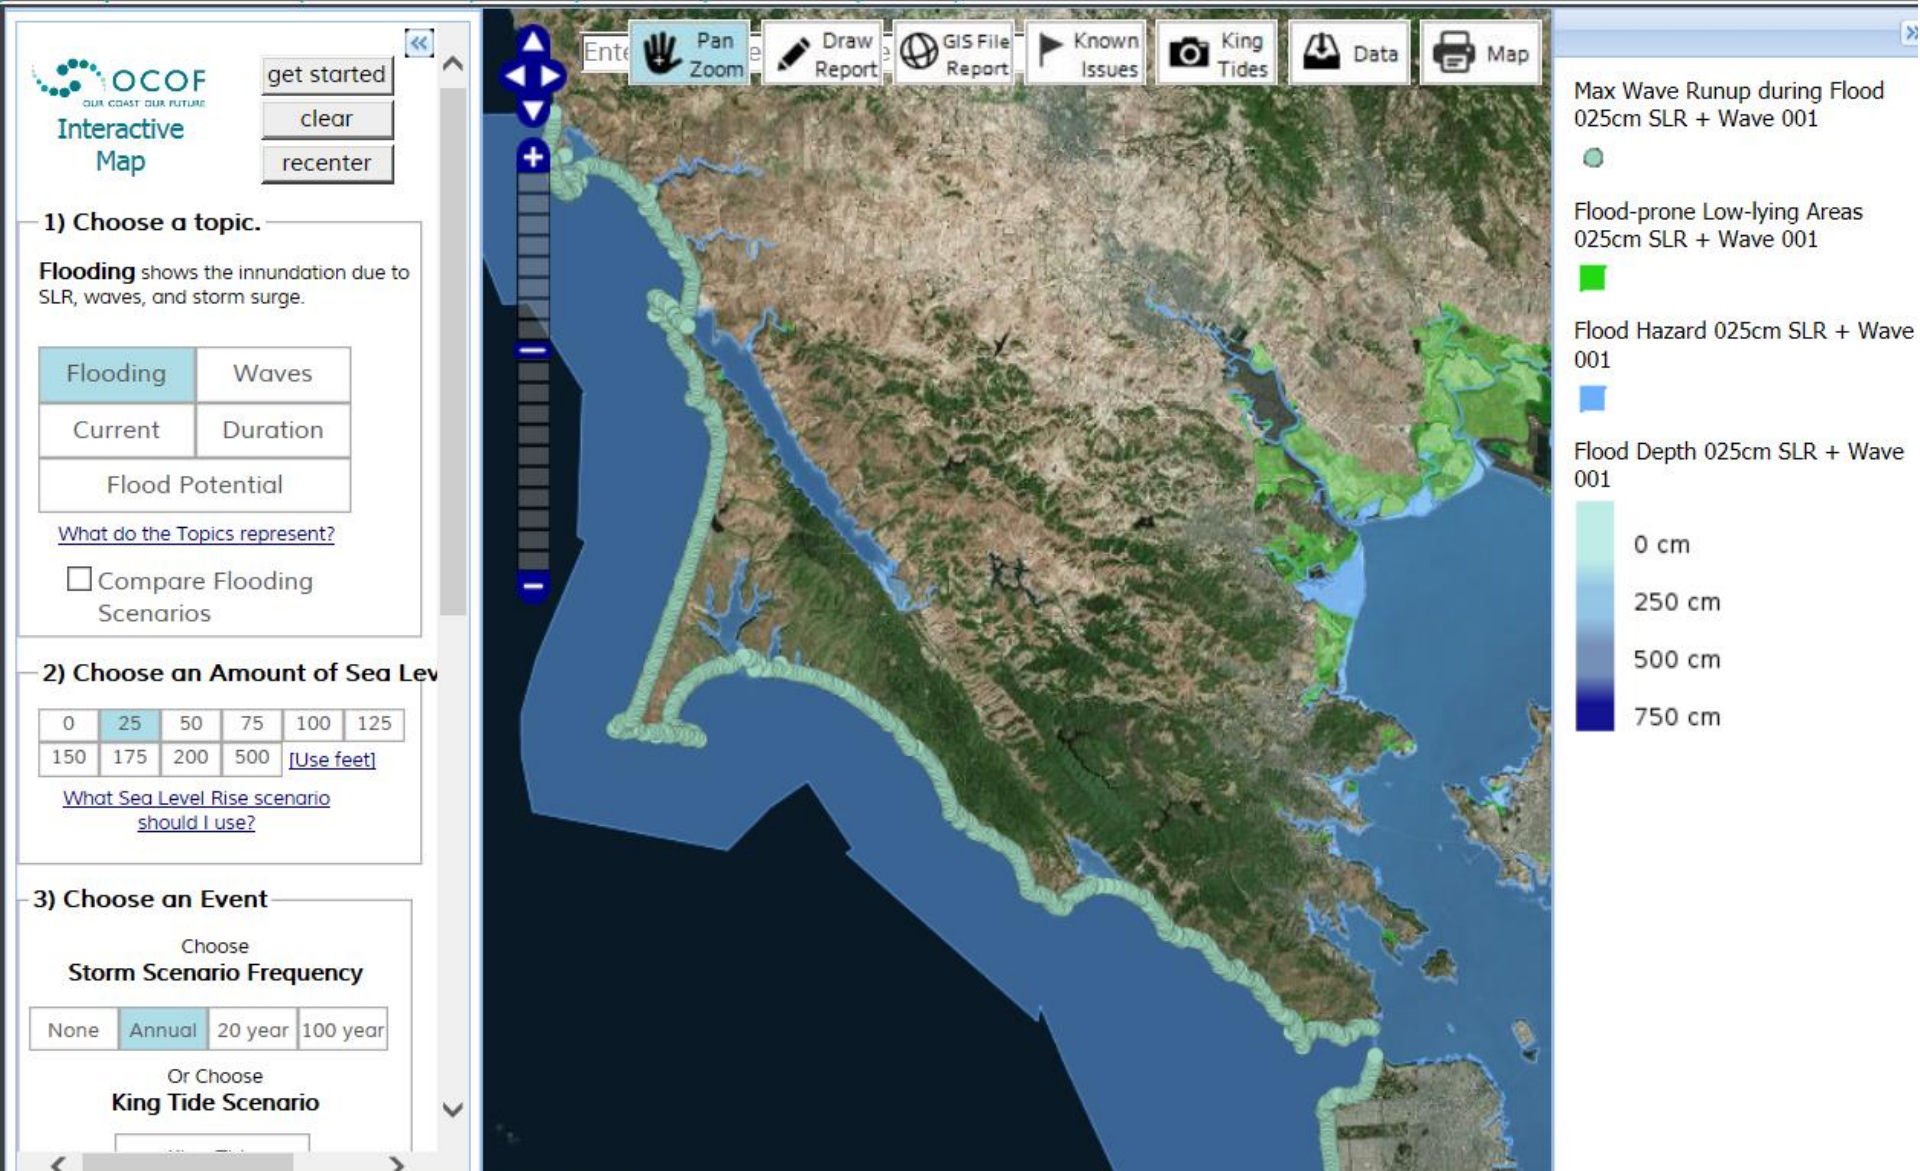 OCOF
OUR COAST OUR FUTURE
Interactive
Map
get started
clear
recenter
1) Choose a topic.
Flooding shows the innundation due to
SLR, waves, and storm surge.
Flooding
Waves
Current
Duration
Flood Potential
What do the Topics represent?
Compare Flooding
Scenarios
2) Choose an Amount of Sea Lev
0 25 50 75 100 125
150 175 200 500 [Use feet]
What Sea Level Rise scenario
should I use?
3) Choose an Event
Choose
Storm Scenario Frequency
None Annual 20 year 100 year
Or Choose
King Tide Scenario
Pan
Zoom
Draw
Report
GIS File
Report
Known
Issues
King
Tides
Data
Map
Max Wave Runup during Flood
025cm SLR + Wave 001
Flood-prone Low-lying Areas
025cm SLR + Wave 001
Flood Hazard 025cm SLR + Wave
001
Flood Depth 025cm SLR + Wave
001
0 cm
250 cm
500 cm
750 cm